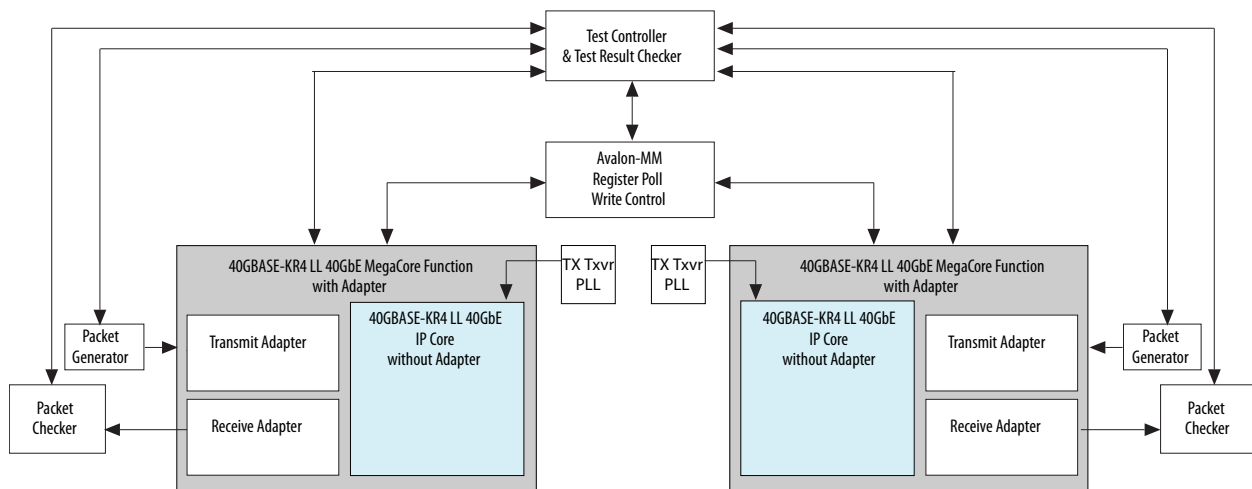 Test Controller
& Test Result Checker
Avalon-MM
Register Poll
Write Control
40GBASE-KR4 LL 40GbE MegaCore Function
with Adapter
TX Txvr
PLL
TX Txvr
PLL
40GBASE-KR4 LL 40GbE MegaCore Function
with Adapter
40GBASE-KR4 LL 40GbE
IP Core
without Adapter
Packet
Generator
Transmit Adapter
Packet
Checker
Receive Adapter
40GBASE-KR4 LL 40GbE
IP Core
without Adapter
Transmit Adapter
Packet
Generator
Receive Adapter
Packet
Checker